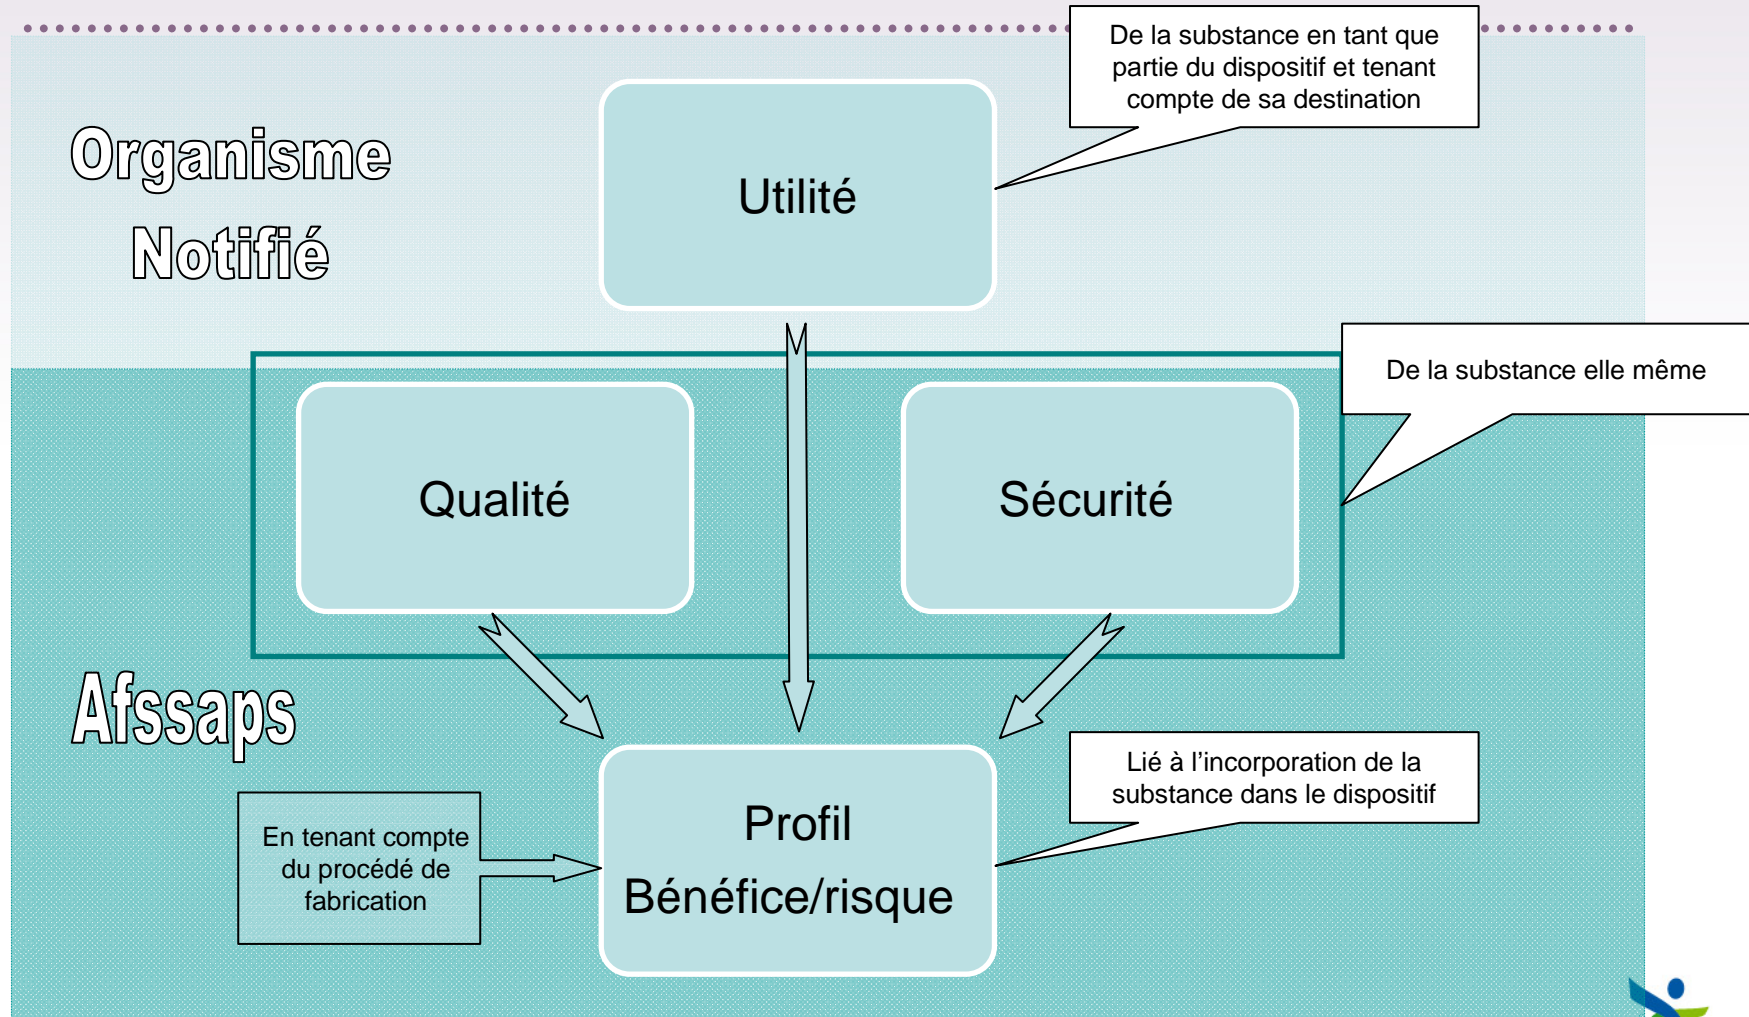 De la substance en tant que
partie du dispositif et tenant
compte de sa destination
Organisme
Notifié
Utilité
De la substance elle même
Qualité
Sécurité
Afssaps
Lié à l’incorporation de la
substance dans le dispositif
Profil
Bénéfice/risque
En tenant compte
du procédé de
fabrication